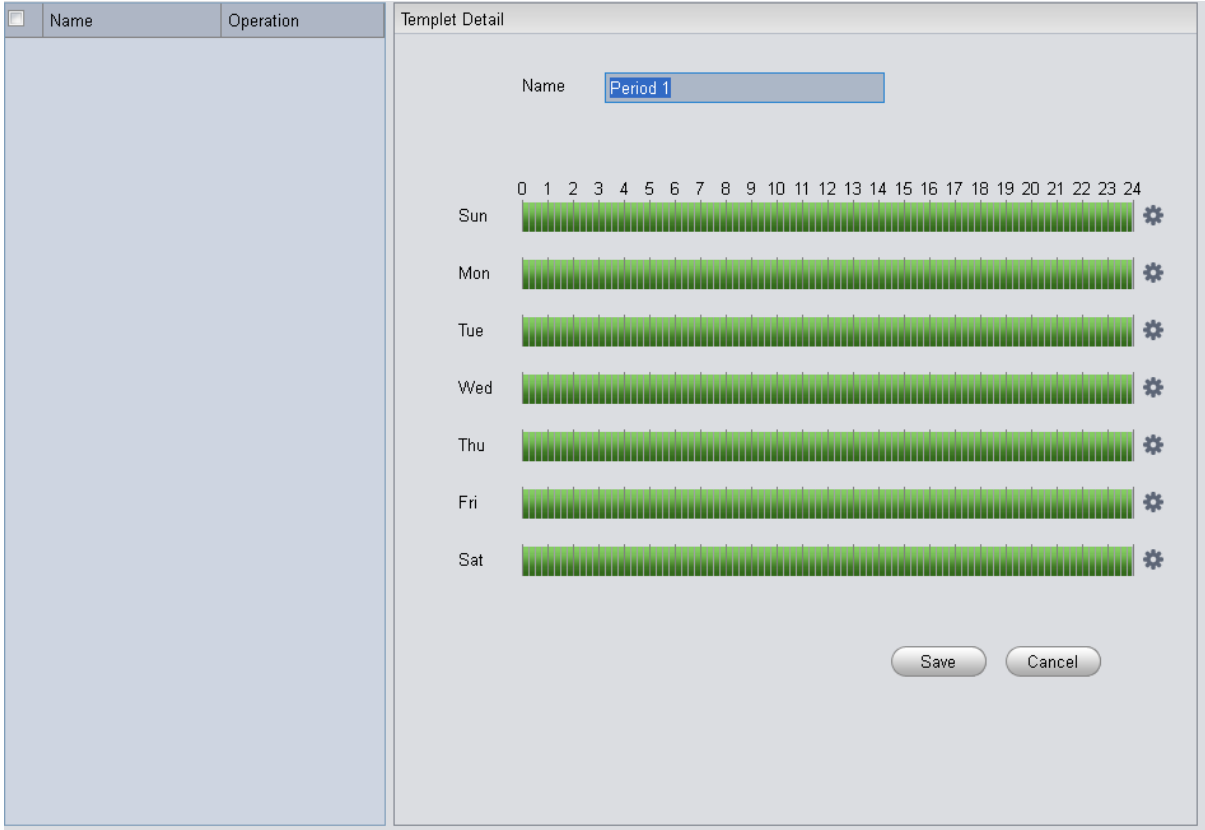 Name Operation
Templet Detail
Name Period 1
0 1 2 3 4 5 6 7 8 9 10 11 12 13 14 15 16 17 18 19 20 21 22 23 24
Sun
Mon
Tue
Wed
Thu
Fri
Sat
Save Cancel